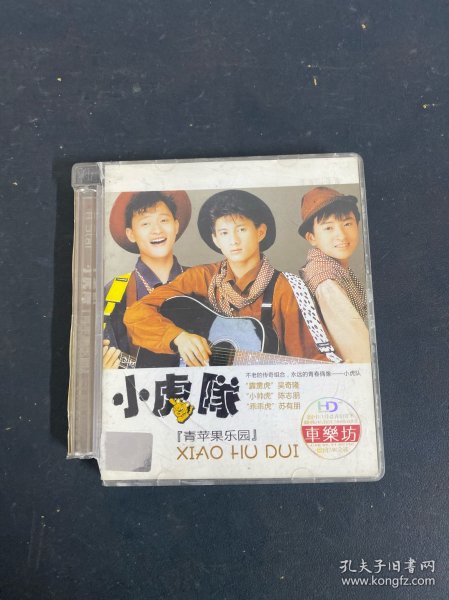 小虎隊
不老的传奇组合，永远的青春偶像——小虎队
"霹雳虎" 吴奇隆
"小帅虎" 陈志朋
"乖乖虎" 苏有朋
『青苹果乐园』
XIAO HU DUI
HD
車樂坊
孔夫子旧书网
www.kongfz.com